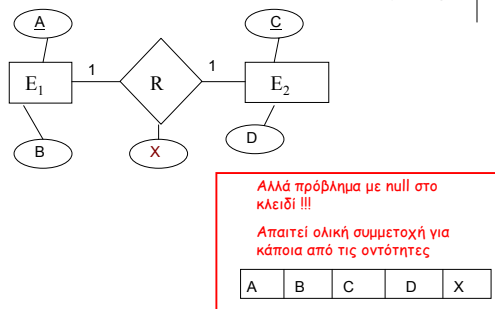 A
C
E1
1
R
1
E2
B
X
D
Αλλά πρόβλημα με null στο
κλειδί !!!
Απαιτεί ολική συμμετοχή για
κάποια από τις οντότητες
A B C D X